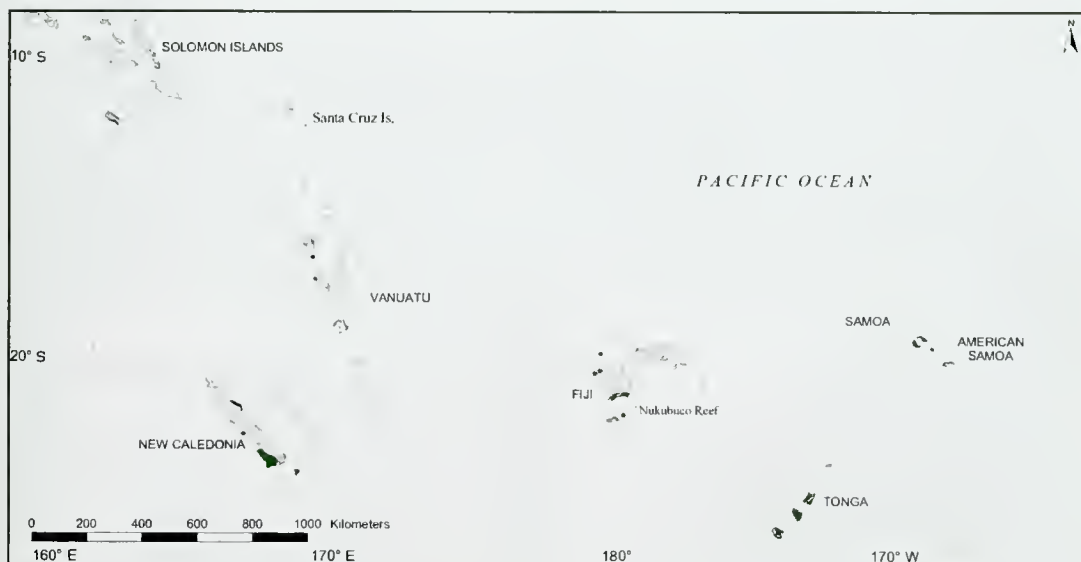 N
SOLOMON ISLANDS
10° S
Santa Cruz Is.
PACIFIC OCEAN
VANUATU
SAMOA
AMERICAN
SAMOA
20° S
FIJI
Nukubuco Reef
NEW CALEDONIA
TONGA
0 200 400 600 800 1000 Kilometers
160° E 170° E 180° 170° W